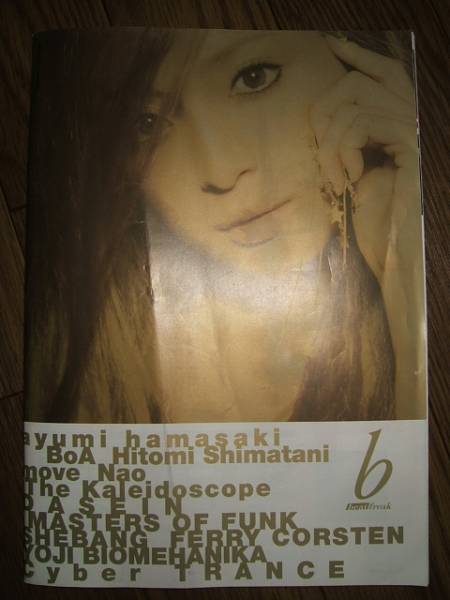 ayumi hamasaki
BoA Hitomi Shimatani
move Nao
The Kaleidoscope
DASEIN
MASTERS OF FUNK
SHEBANG FERRY CORSTEN
YOJI BIOMEHANIKA
cyber TRANCE
b
freak